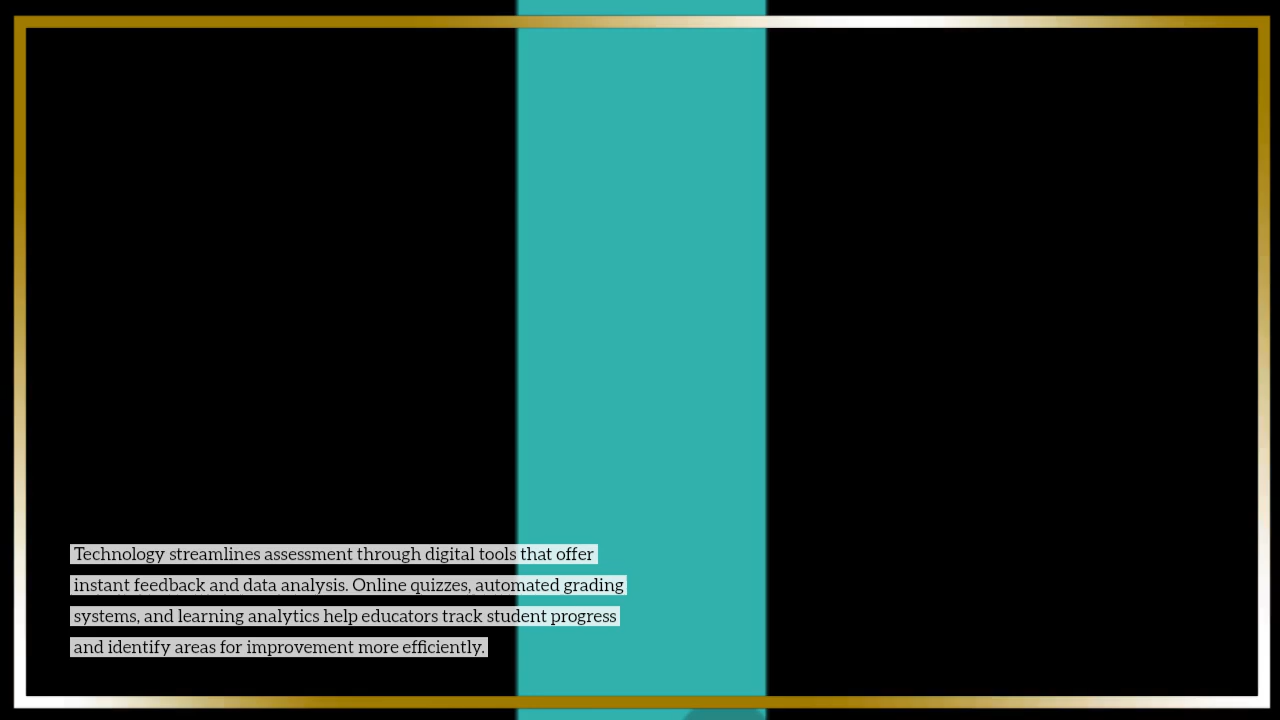 Technology streamlines assessment through digital tools that offer
instant feedback and data analysis. Online quizzes, automated grading
systems, and learning analytics help educators track student progress
and identify areas for improvement more efficiently.